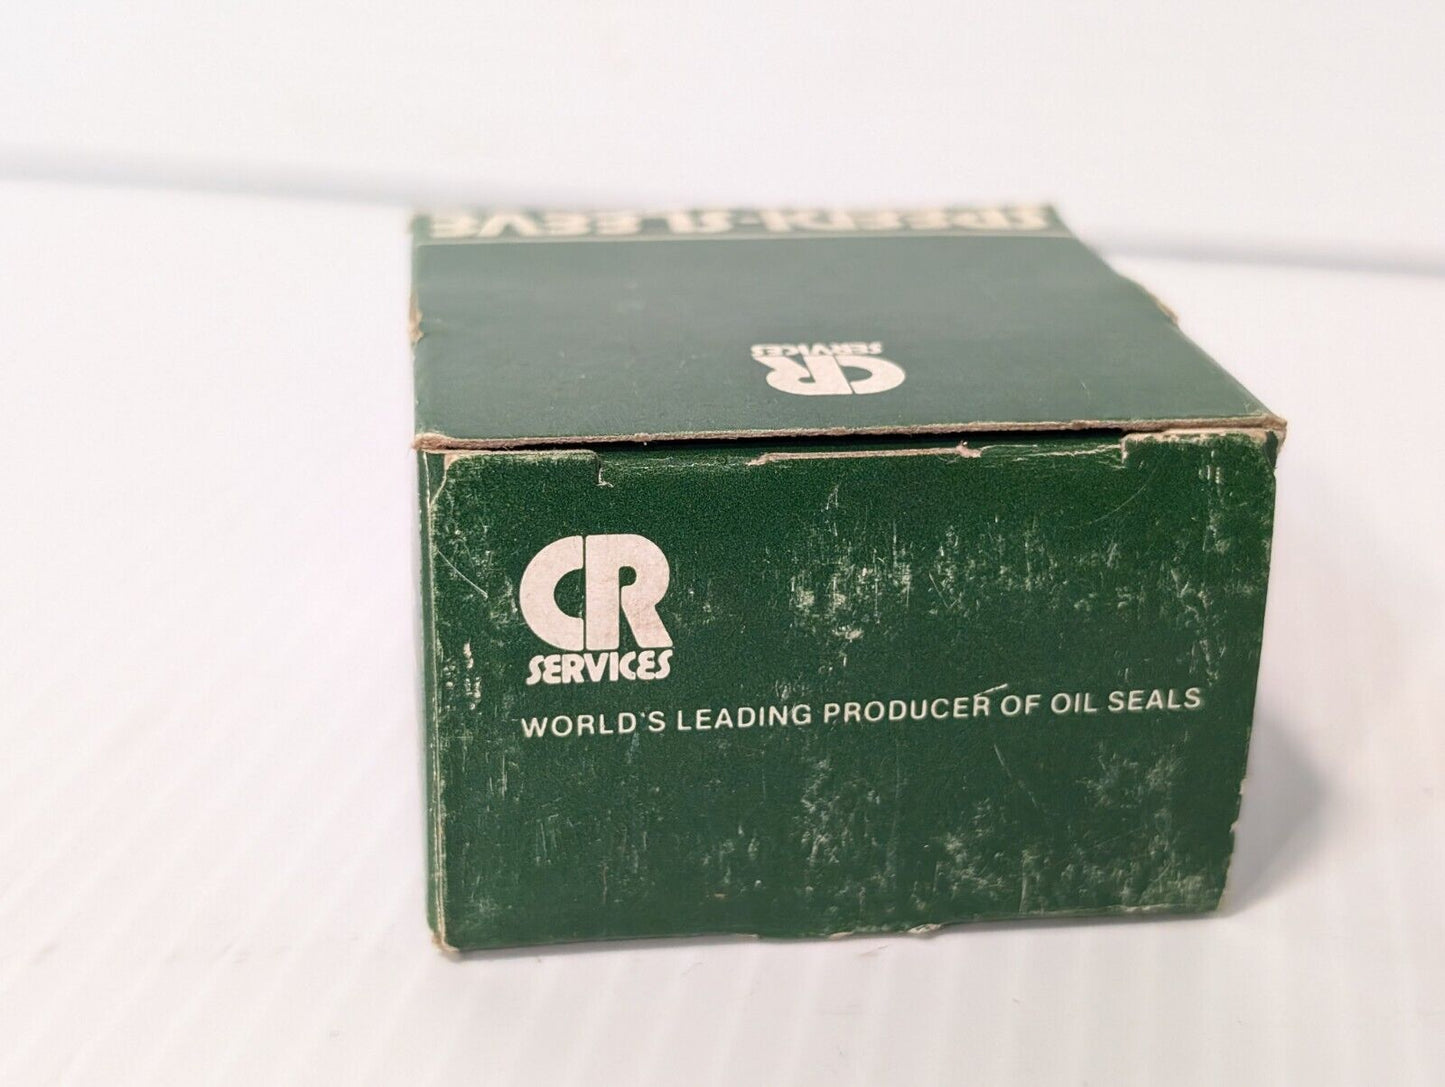 SPEEDI-SLEEVE
CR
SERVICES
CR
SERVICES
WORLD'S LEADING PRODUCER OF OIL SEALS